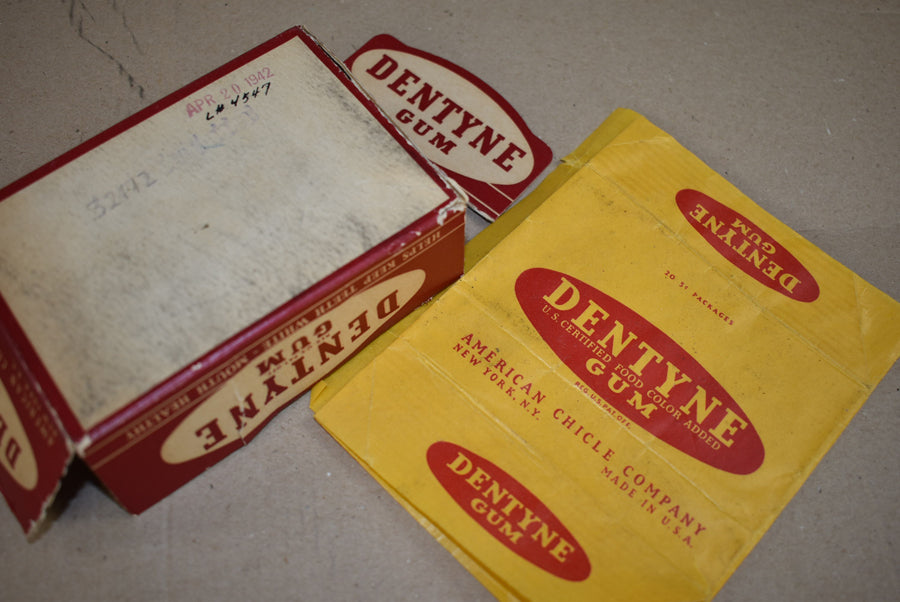 APR 20 1942
L# 4547
32112
DENTYNE
GUM
HELPS KEEP TEETH WHITE - MOUTH HEALTHY
DENTYNE
GUM
DENTYNE
GUM
20 5¢ PACKAGES
DENTYNE
U.S. CERTIFIED FOOD COLOR ADDED
GUM
REG. U.S. PAT. OFF.
AMERICAN CHICLE COMPANY
NEW YORK, N.Y.
MADE IN U.S.A.
DENTYNE
GUM